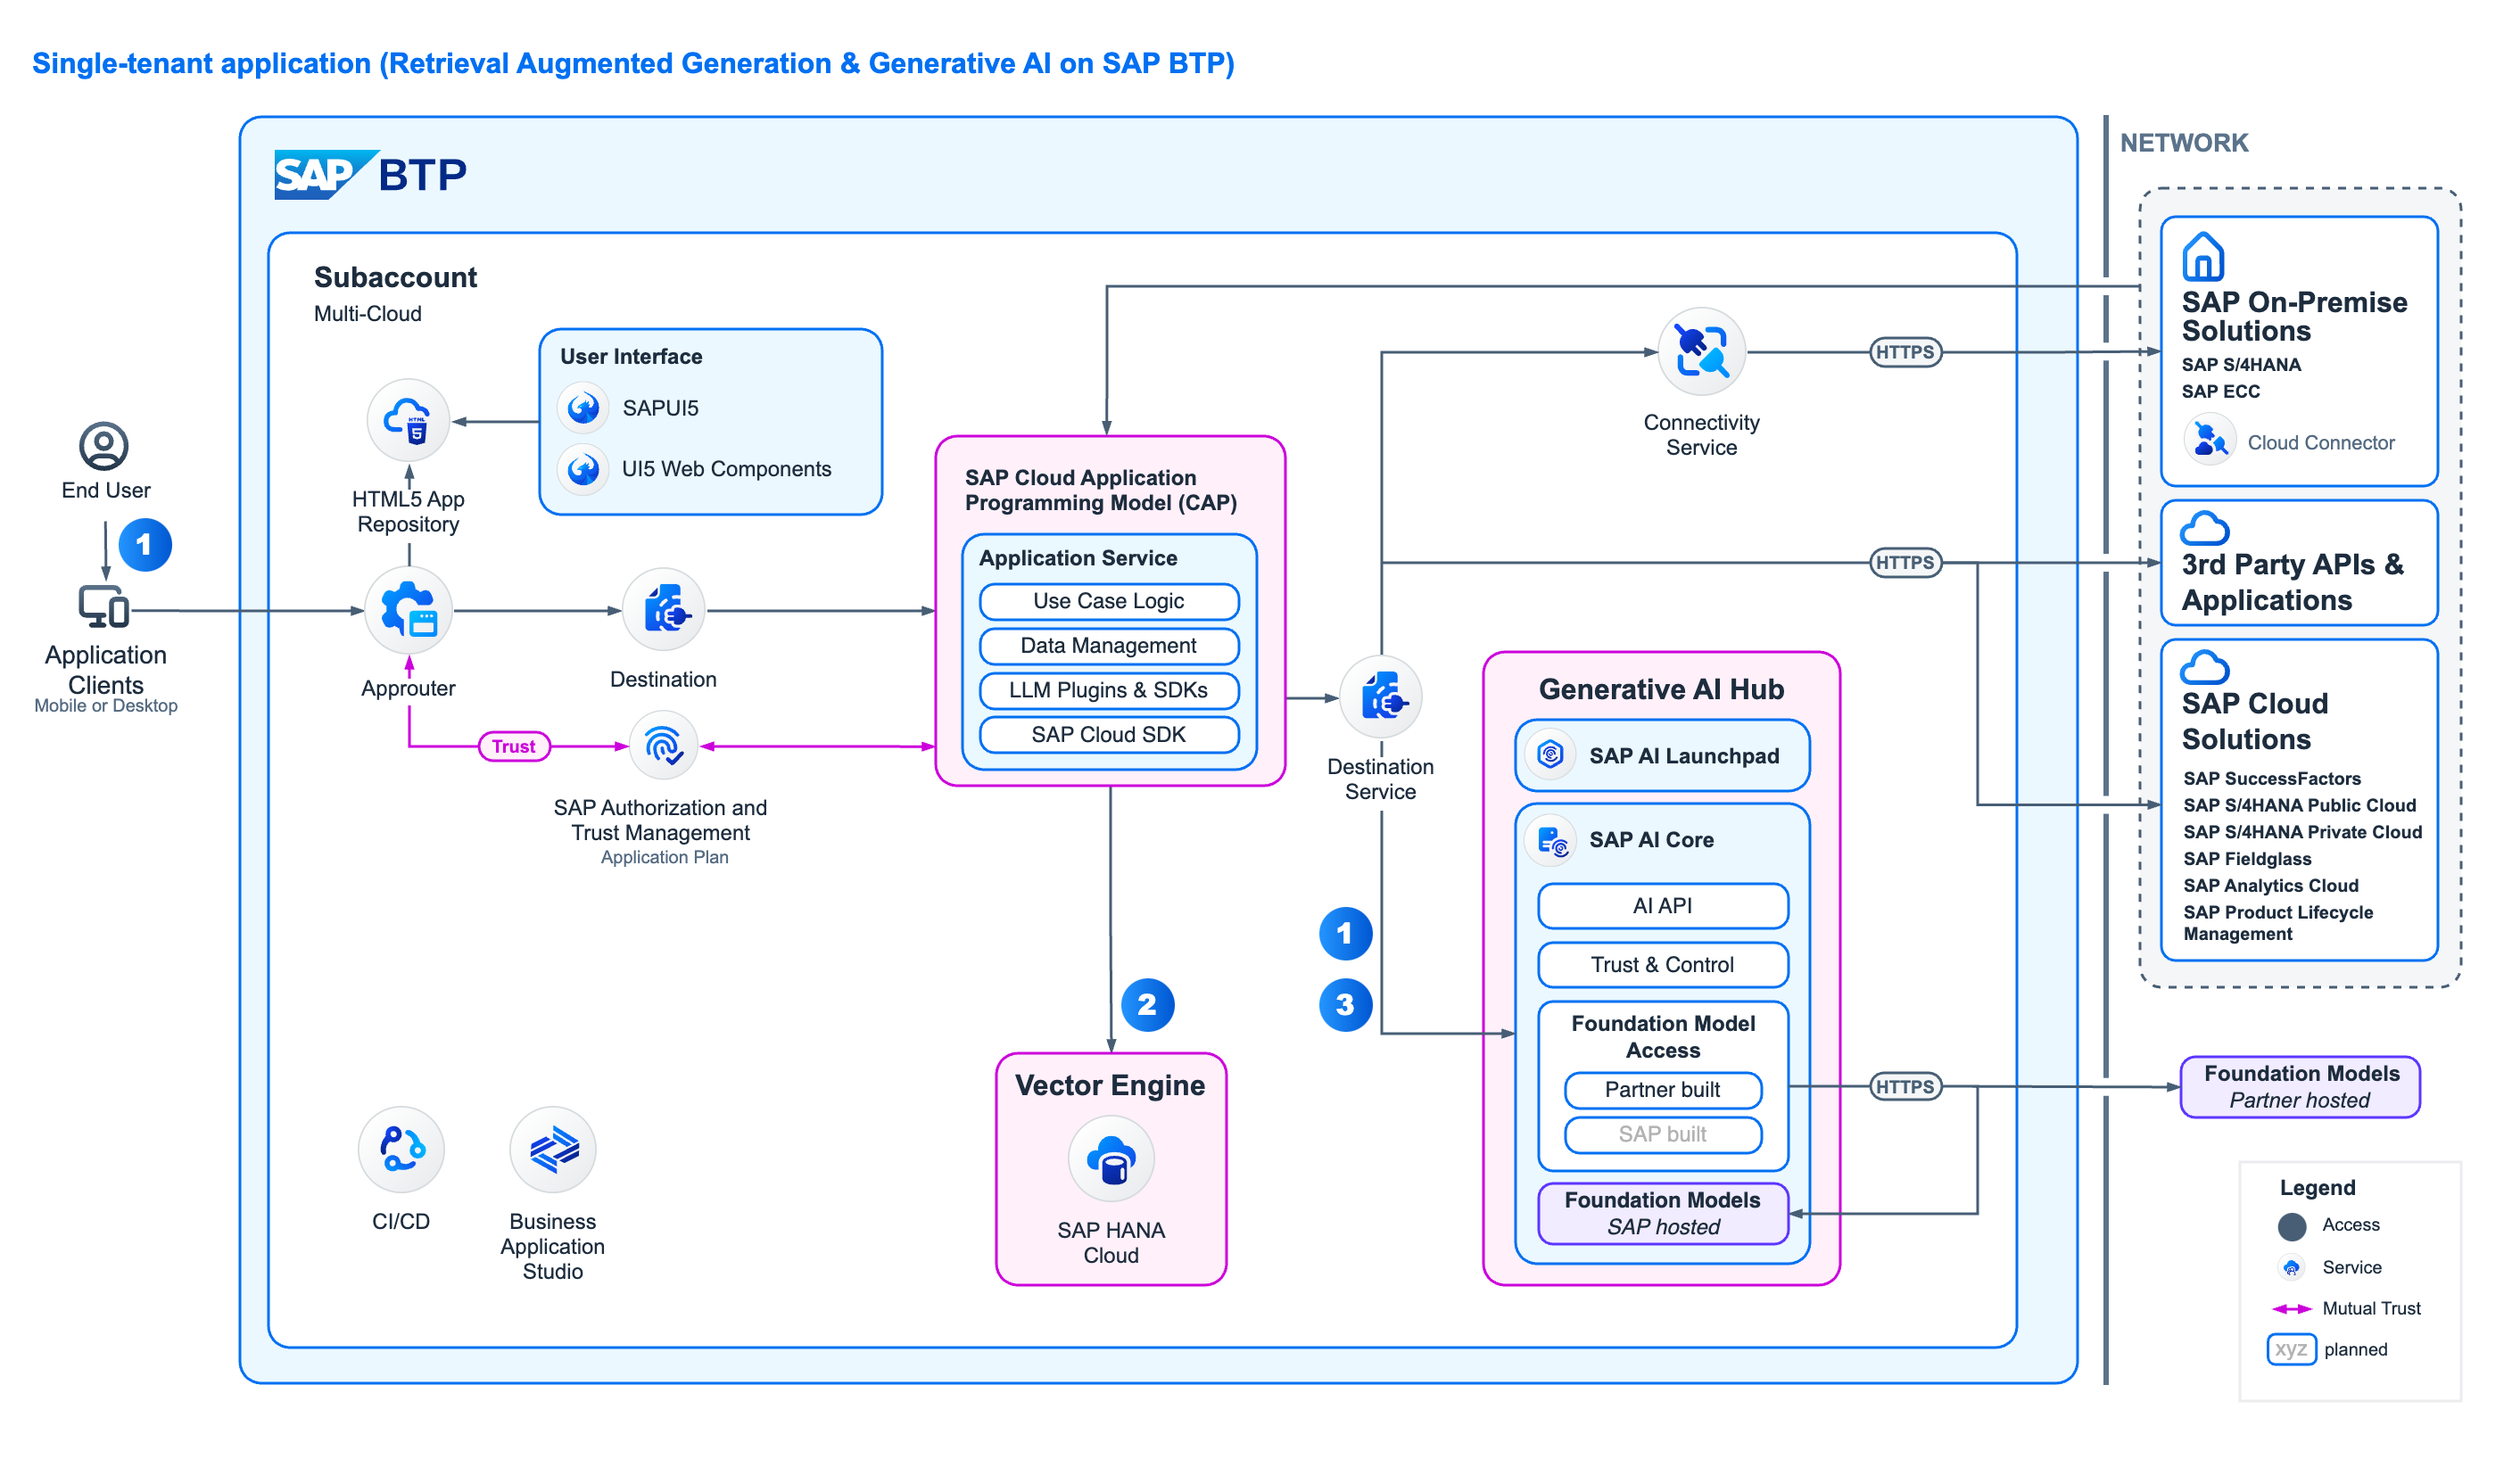 Single-tenant application (Retrieval Augmented Generation & Generative AI on SAP BTP)
SAP BTP
NETWORK
Subaccount
Multi-Cloud
User Interface
SAPUI5
UI5 Web Components
HTML
5
HTML5 App
Repository
End User
1
Application
Clients
Mobile or Desktop
Approuter
Destination
Trust
SAP Authorization and
Trust Management
Application Plan
SAP Cloud Application
Programming Model (CAP)
Application Service
Use Case Logic
Data Management
LLM Plugins & SDKs
SAP Cloud SDK
Connectivity
Service
HTTPS
HTTPS
Destination
Service
1
3
2
Vector Engine
SAP HANA
Cloud
CI/CD
Business
Application
Studio
Generative AI Hub
SAP AI Launchpad
SAP AI Core
AI API
Trust & Control
Foundation Model
Access
Partner built
SAP built
Foundation Models
SAP hosted
HTTPS
SAP On-Premise
Solutions
SAP S/4HANA
SAP ECC
Cloud Connector
3rd Party APIs &
Applications
SAP Cloud
Solutions
SAP SuccessFactors
SAP S/4HANA Public Cloud
SAP S/4HANA Private Cloud
SAP Fieldglass
SAP Analytics Cloud
SAP Product Lifecycle
Management
Foundation Models
Partner hosted
Legend
Access
Service
Mutual Trust
xyz planned